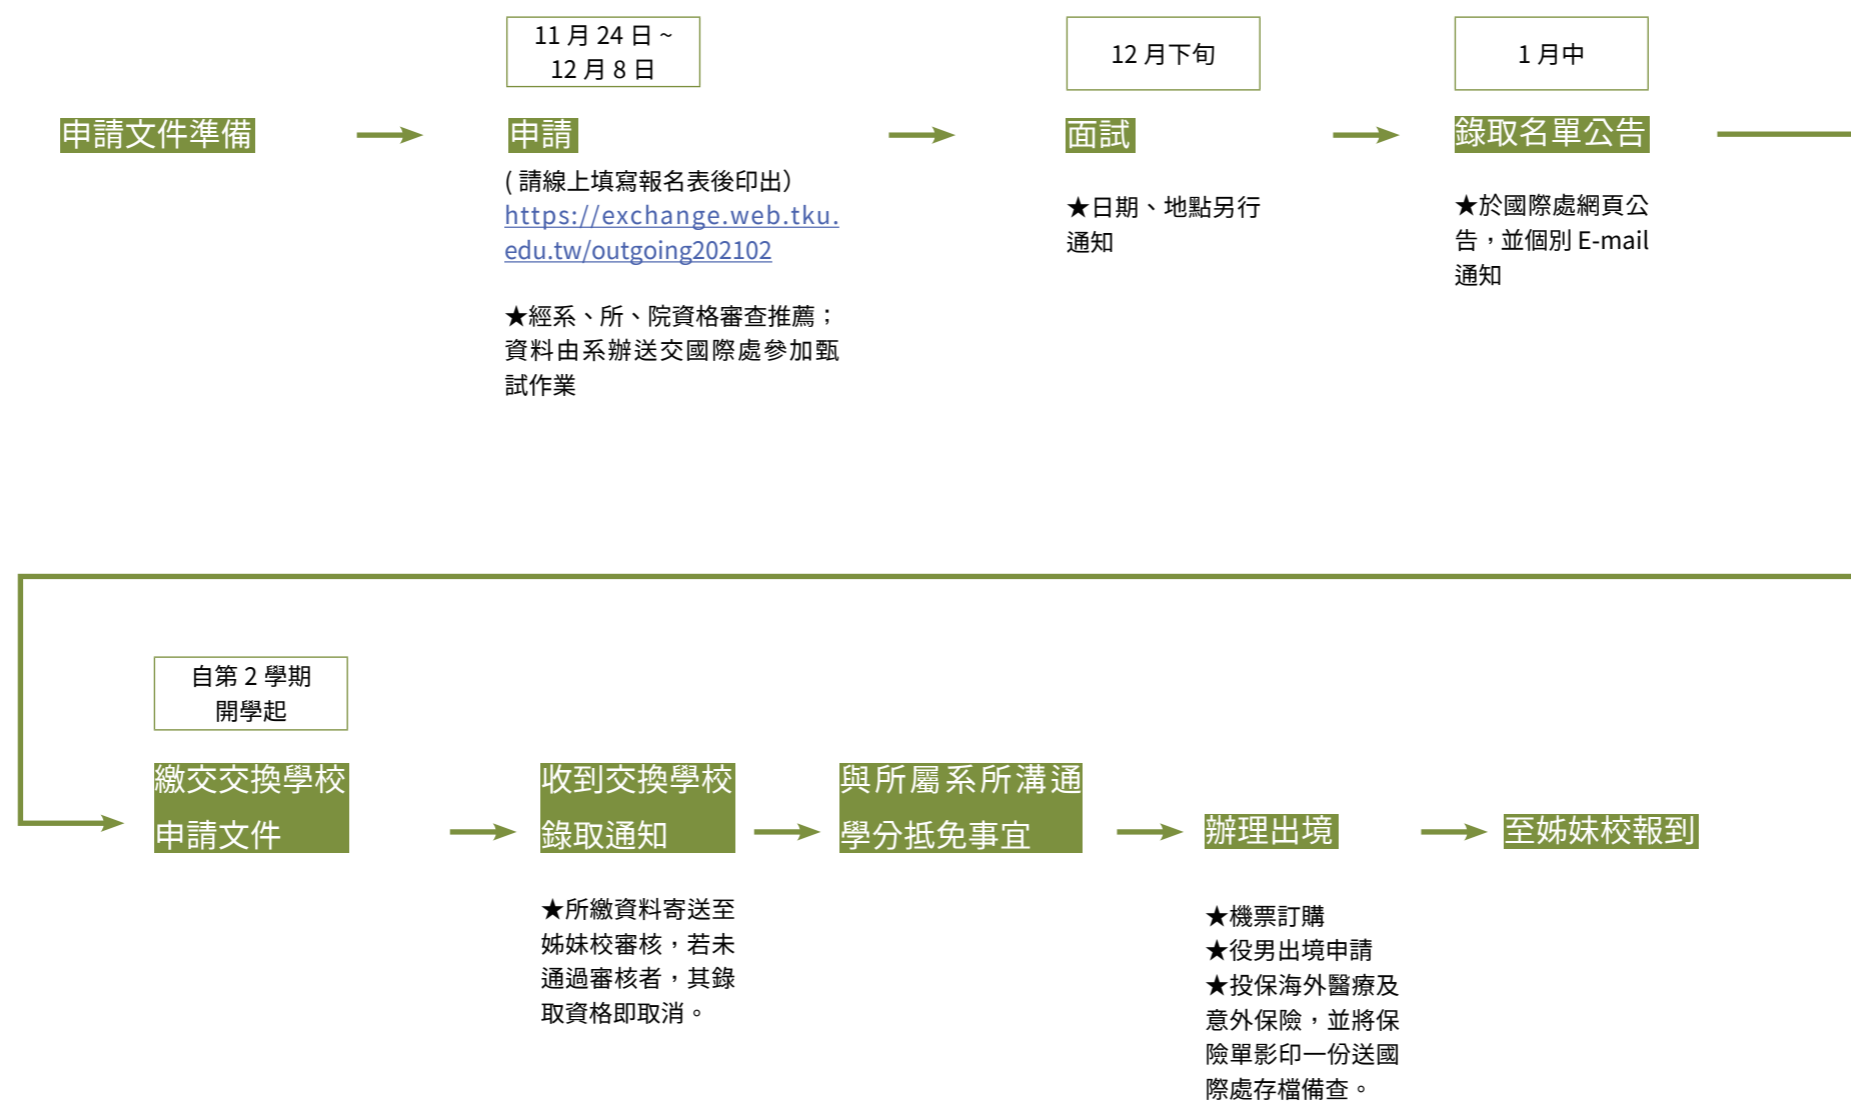 申請文件準備
11 月 24 日 ~
12 月 8 日
申請
( 請線上填寫報名表後印出）
https://exchange.web.tku.
edu.tw/outgoing202102
★經系、所、院資格審查推薦；
資料由系辦送交國際處參加甄
試作業
12 月下旬
面試
★日期、地點另行
通知
1 月中
錄取名單公告
★於國際處網頁公
告，並個別 E-mail
通知
自第 2 學期
開學起
繳交交換學校
申請文件
收到交換學校
錄取通知
★所繳資料寄送至
姊妹校審核，若未
通過審核者，其錄
取資格即取消。
與所屬系所溝通
學分抵免事宜
辦理出境
★機票訂購
★役男出境申請
★投保海外醫療及
意外保險，並將保
險單影印一份送國
際處存檔備查。
至姊妹校報到